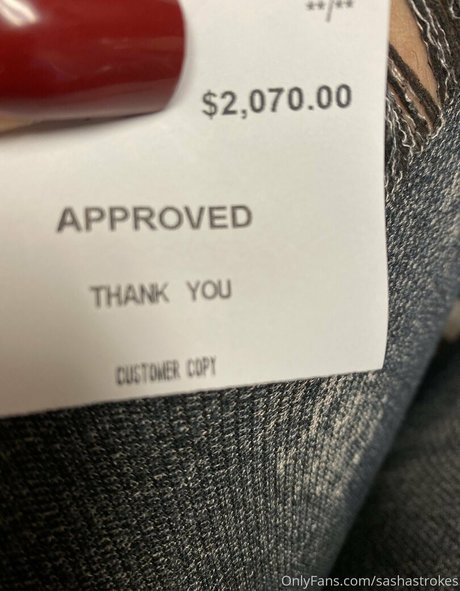 **/**
$2,070.00
APPROVED
THANK YOU
CUSTOMER COPY
OnlyFans.com/sashastrokes